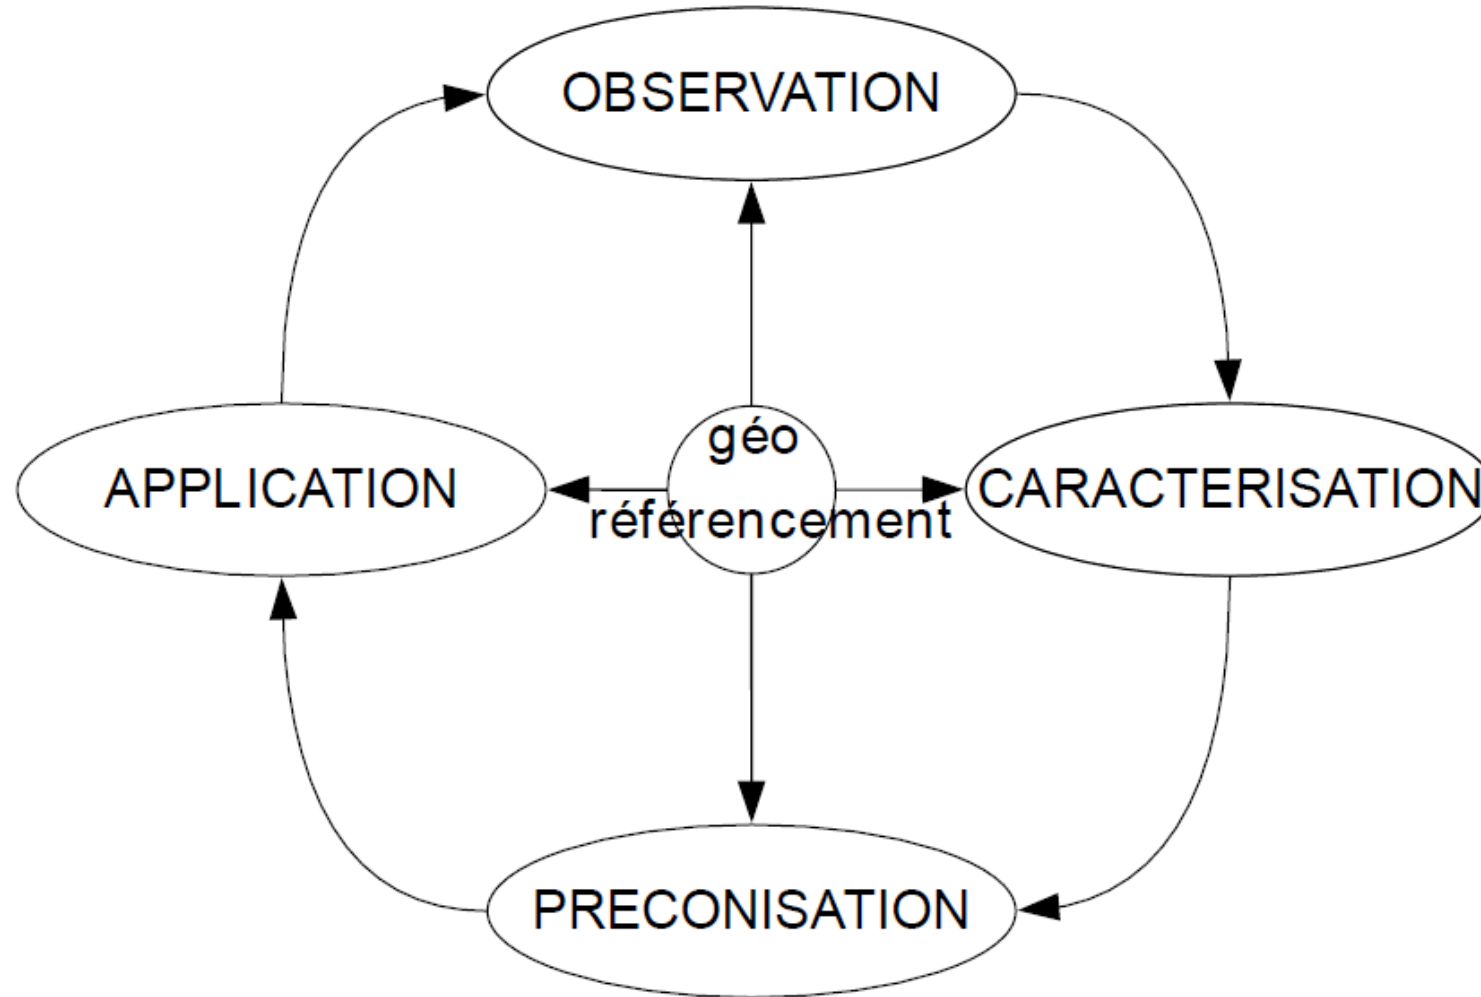 OBSERVATION
géo
APPLICATION
CARACTERISATION
référencement
PRECONISATION